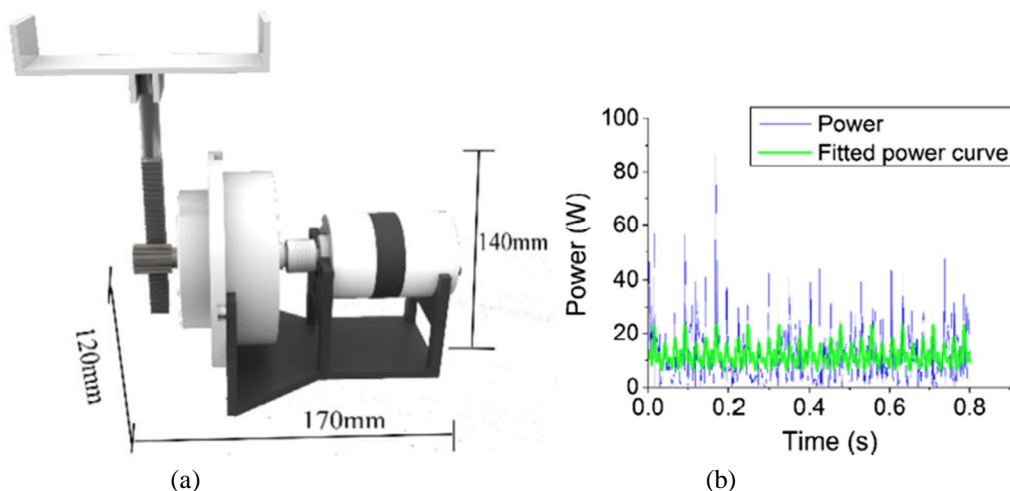 140mm
120mm
170mm
(a)
Power
Fitted power curve
Power (W)
100
80
60
40
20
0
0.0 0.2 0.4 0.6 0.8
Time (s)
(b)